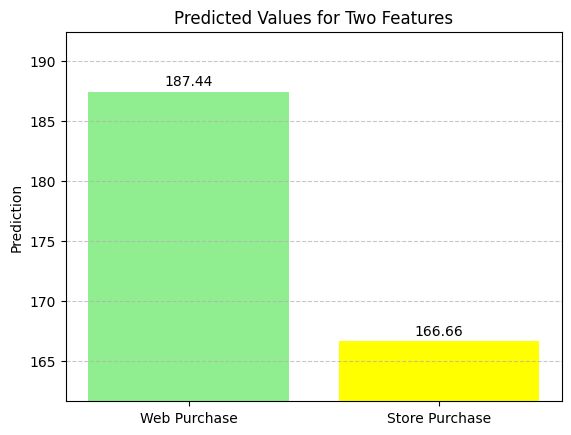 Predicted Values for Two Features
190
185
180
175
170
165
Prediction
187.44
166.66
Web Purchase
Store Purchase